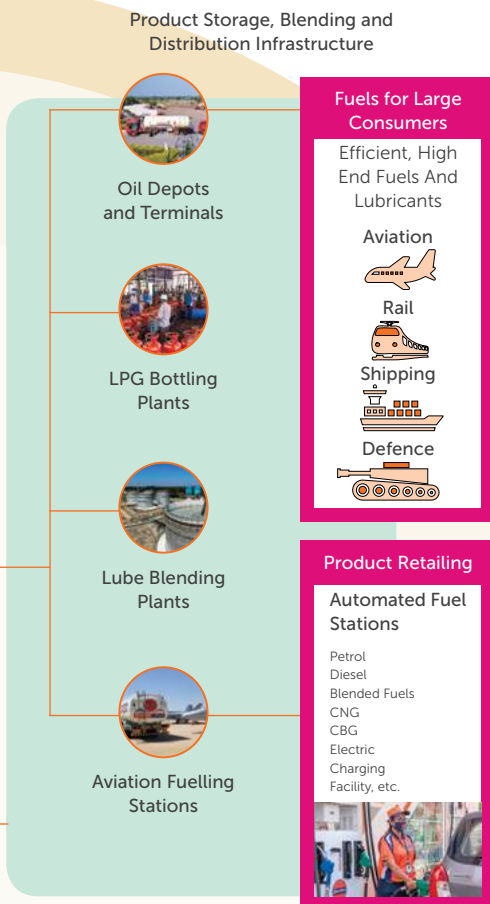 Product Storage, Blending and
Distribution Infrastructure
Oil Depots
and Terminals
LPG Bottling
Plants
Lube Blending
Plants
Aviation Fuelling
Stations
Fuels for Large
Consumers
Efficient, High
End Fuels And
Lubricants
Aviation
Rail
Shipping
Defence
Product Retailing
Automated Fuel
Stations
Petrol
Diesel
Blended Fuels
CNG
CBG
Electric
Charging
Facility, etc.